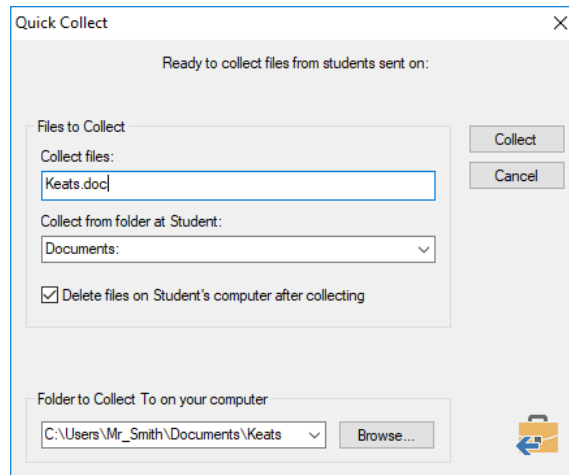 Quick Collect
Ready to collect files from students sent on:
Files to Collect
Collect files:
Keats.doc
Collect from folder at Student:
Documents:
Delete files on Student's computer after collecting
Collect
Cancel
Folder to Collect To on your computer
C:\Users\Mr_Smith\Documents\Keats
Browse...